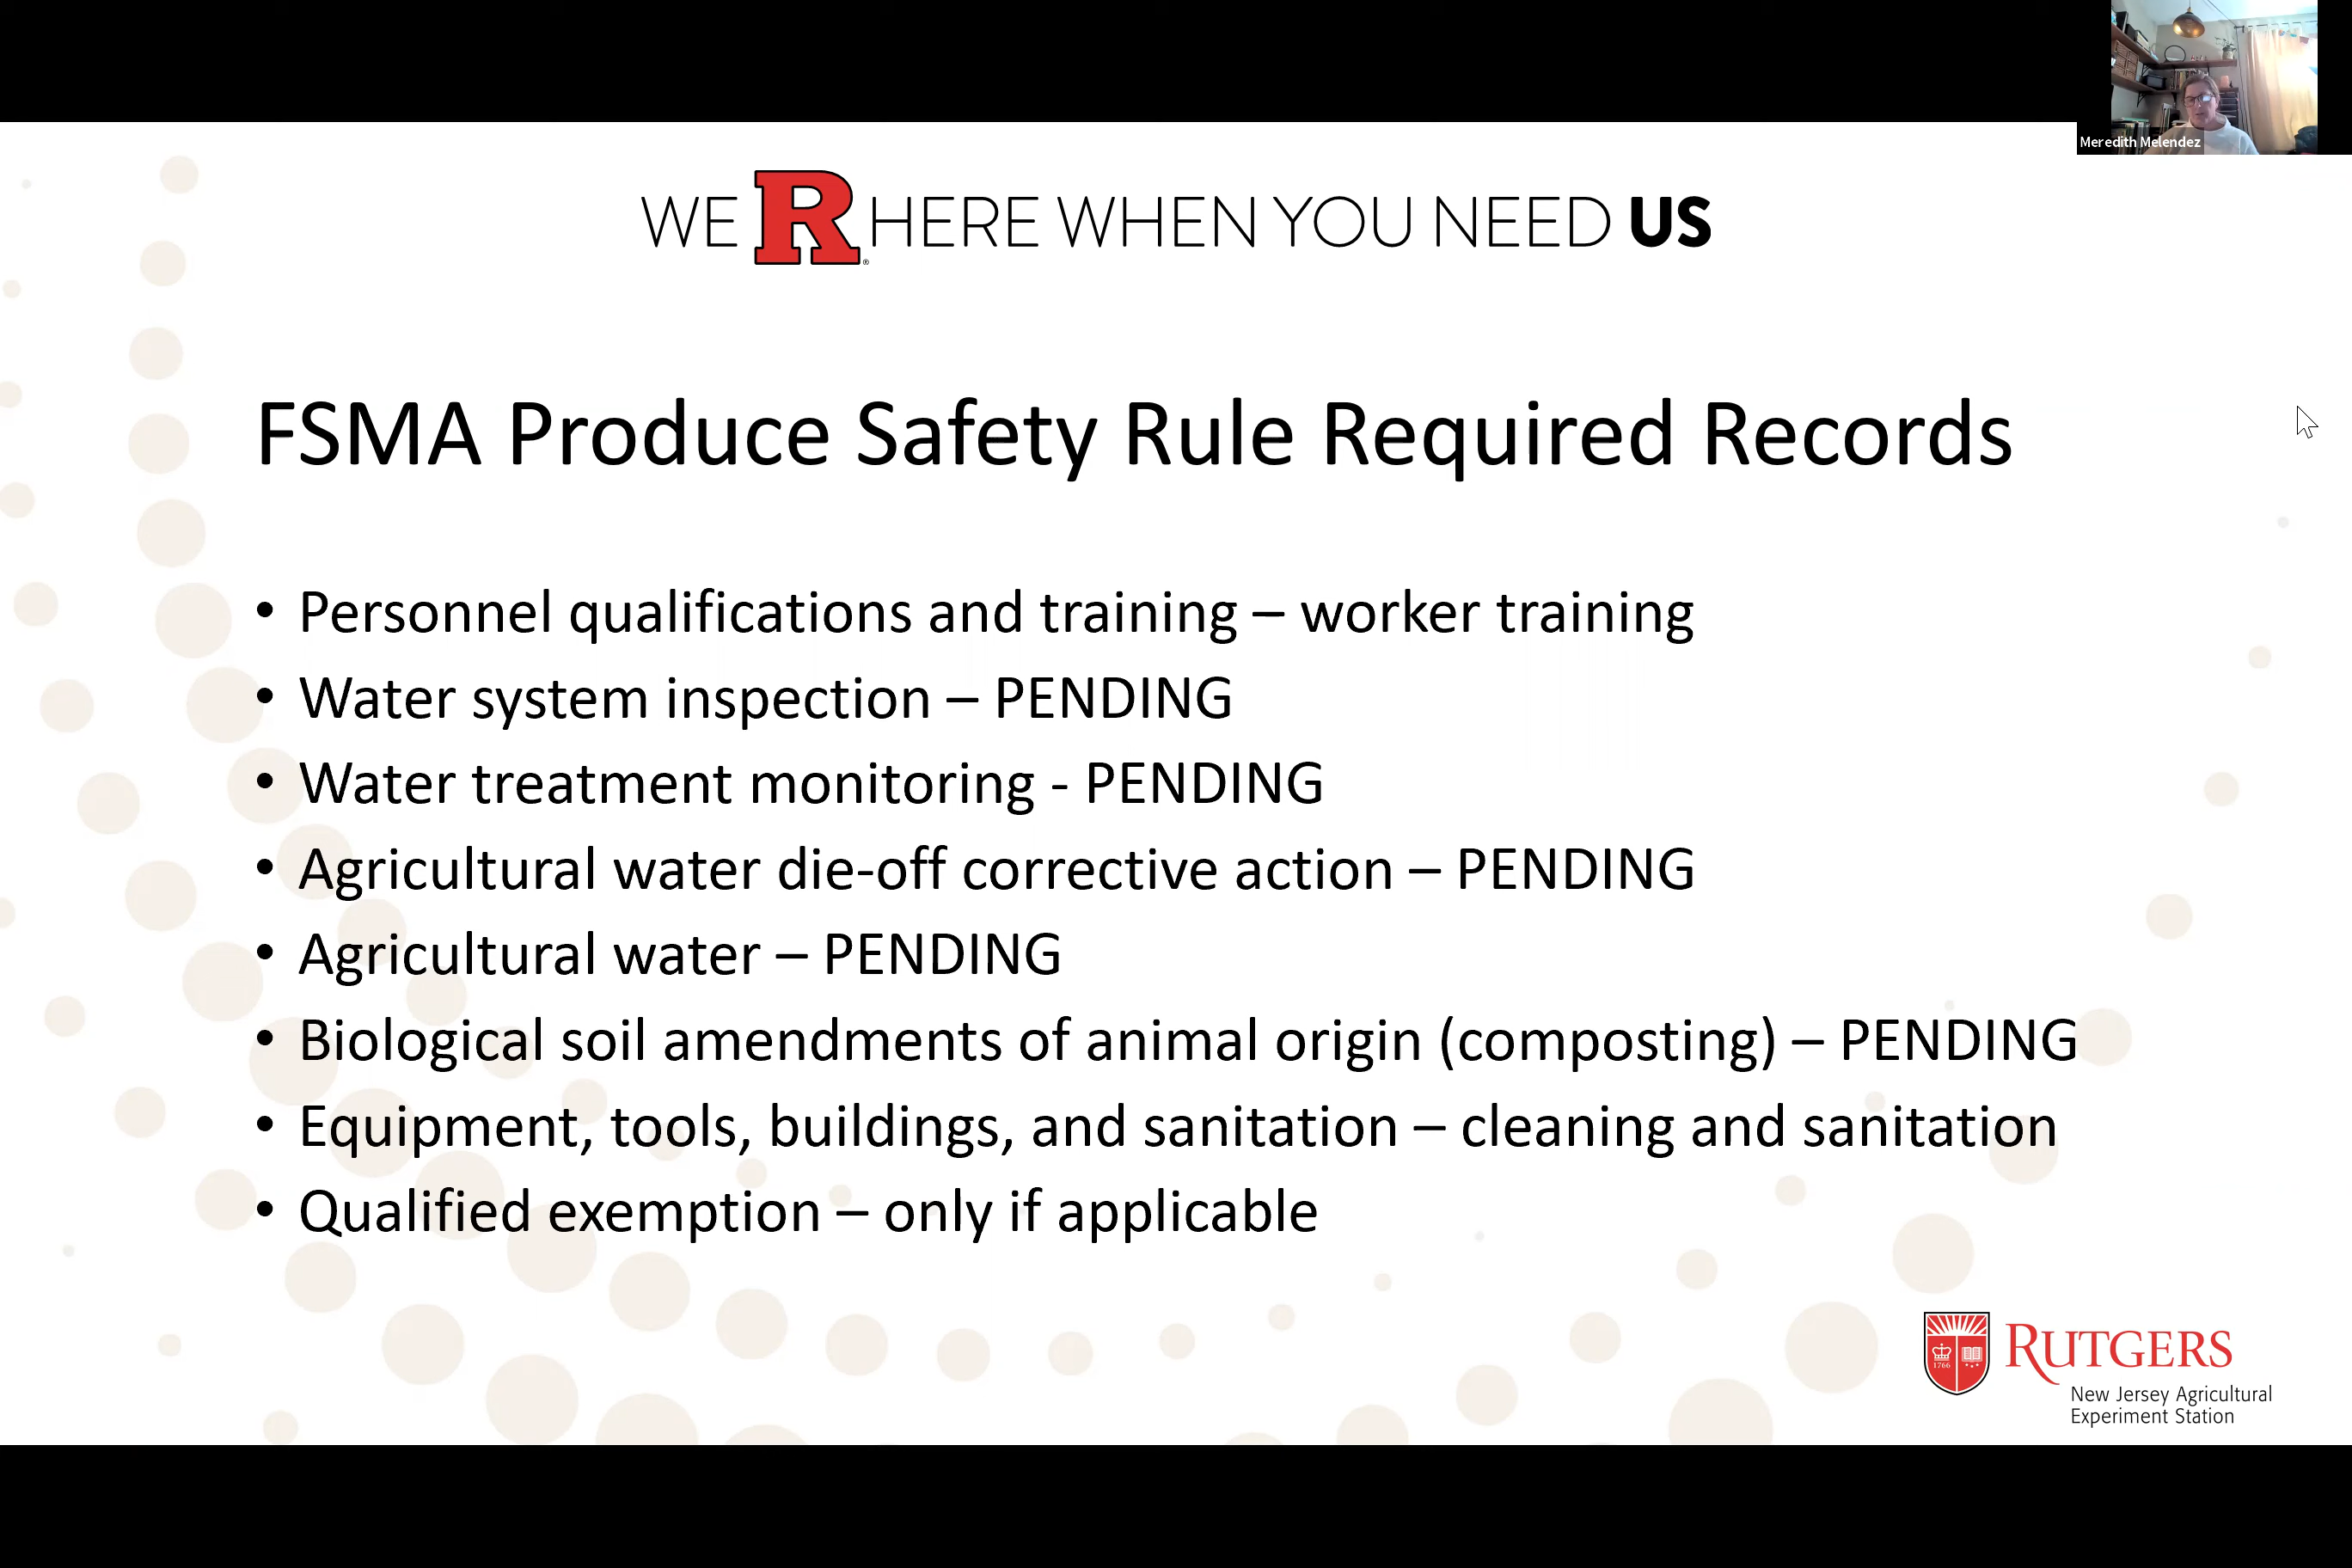 Meredith Melendez
WE R HERE WHEN YOU NEED US
FSMA Produce Safety Rule Required Records
• Personnel qualifications and training – worker training
• Water system inspection – PENDING
• Water treatment monitoring - PENDING
• Agricultural water die-off corrective action – PENDING
• Agricultural water – PENDING
• Biological soil amendments of animal origin (composting) – PENDING
• Equipment, tools, buildings, and sanitation – cleaning and sanitation
• Qualified exemption – only if applicable
1766
RUTGERS
New Jersey Agricultural
Experiment Station